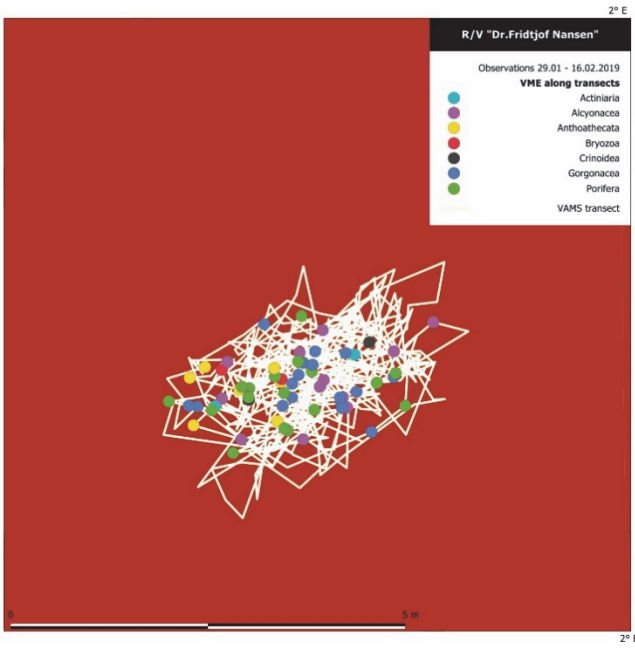 2° E
R/V "Dr.Fridtjof Nansen"
Observations 29.01 - 16.02.2019
VME along transects
Actiniaria
Alcyonacea
Anthoathecata
Bryozoa
Crinoidea
Gorgonacea
Porifera
VAMS transect
0
5 m
2°